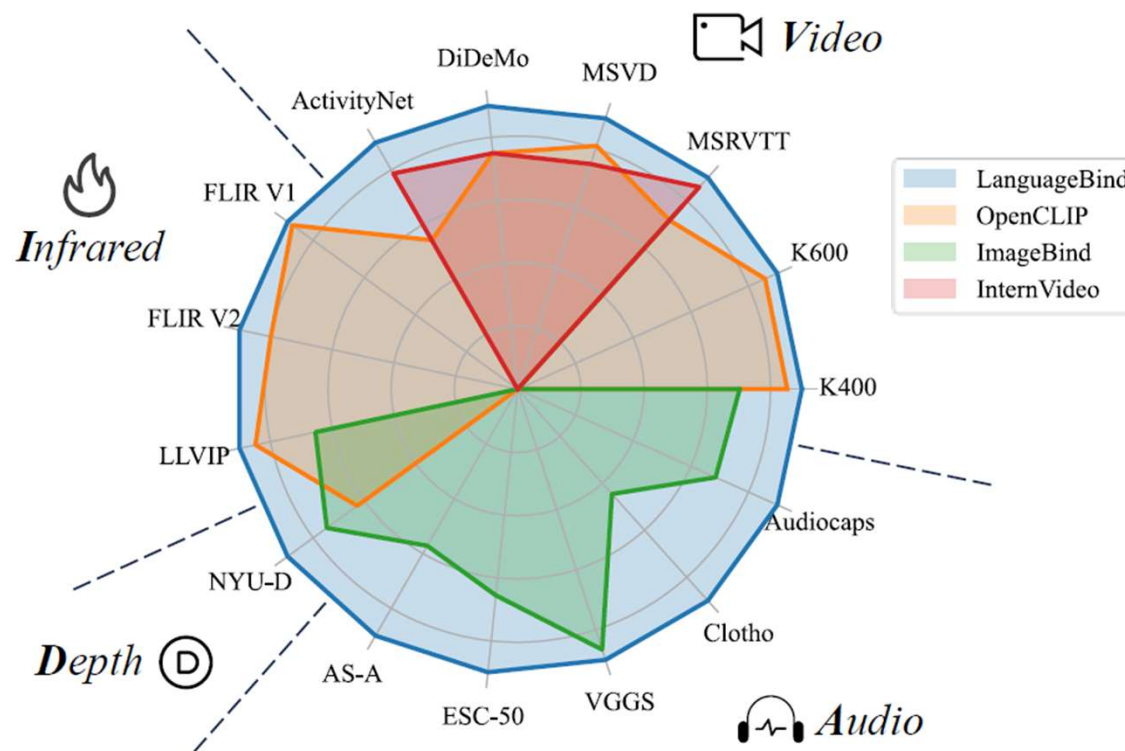 Video
DiDeMo
MSVD
ActivityNet
MSRVTT
FLIR V1
Infrared
K600
LanguageBind
OpenCLIP
ImageBind
InternVideo
FLIR V2
K400
LLVIP
Audiocaps
NYU-D
Clotho
Depth D
AS-A
ESC-50
VGGS
Audio